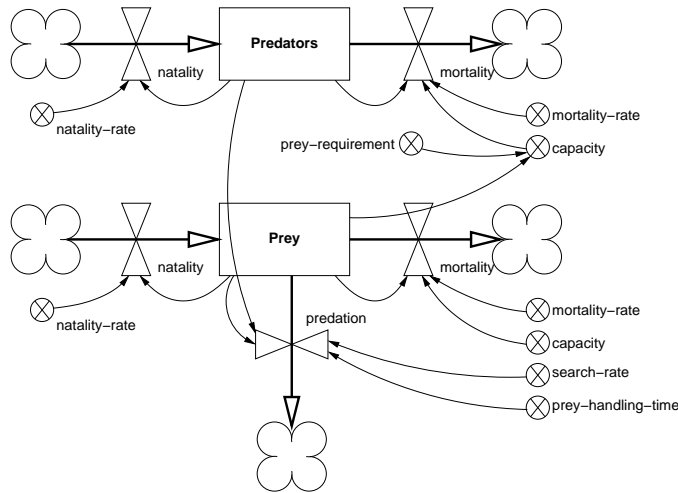 Predators
natality
mortality
natality−rate
mortality−rate
prey−requirement
capacity
Prey
natality
mortality
natality−rate
predation
mortality−rate
capacity
search−rate
prey−handling−time